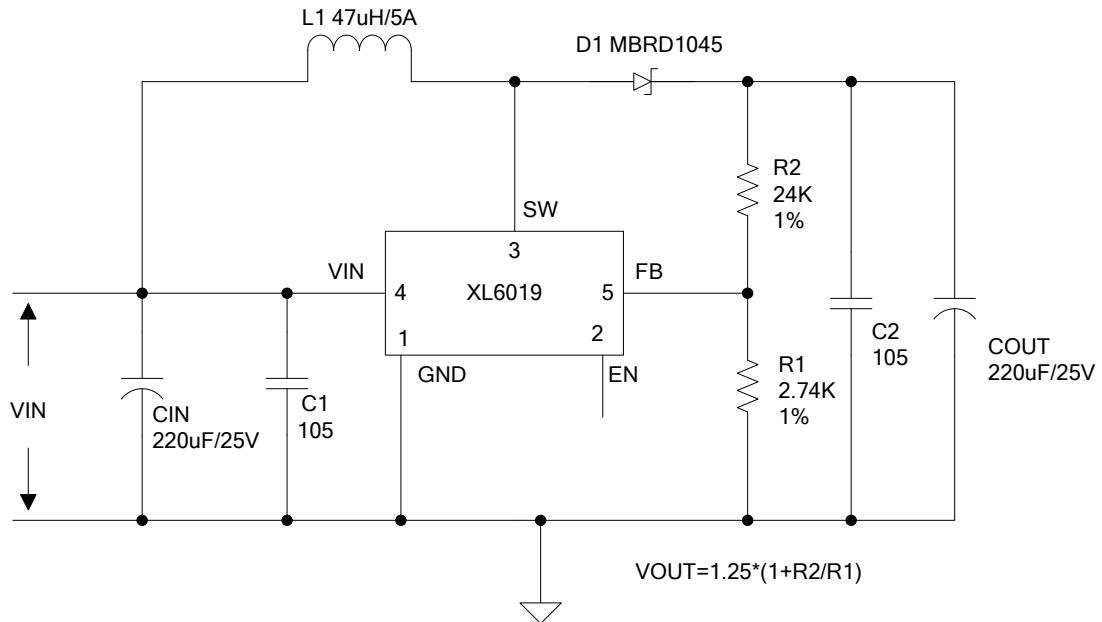 L1 47uH/5A
D1 MBRD1045
R2
24K
1%
SW
3
VIN
4
XL6019
5
FB
1
2
GND
EN
VIN
CIN
220uF/25V
C1
105
R1
2.74K
1%
C2
105
COUT
220uF/25V
VOUT=1.25*(1+R2/R1)